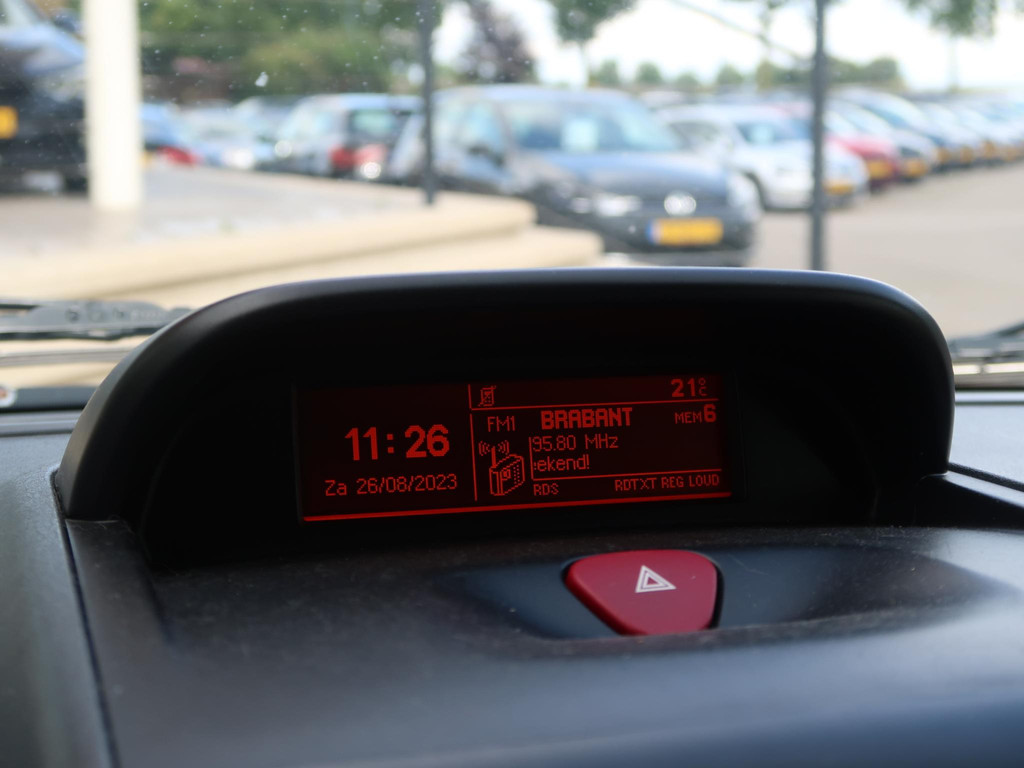 11:26
Za 26/08/2023
21°C
FM1 BRABANT MEM6
95.80 MHz
ekend!
RDS RDTXT REG LOUD